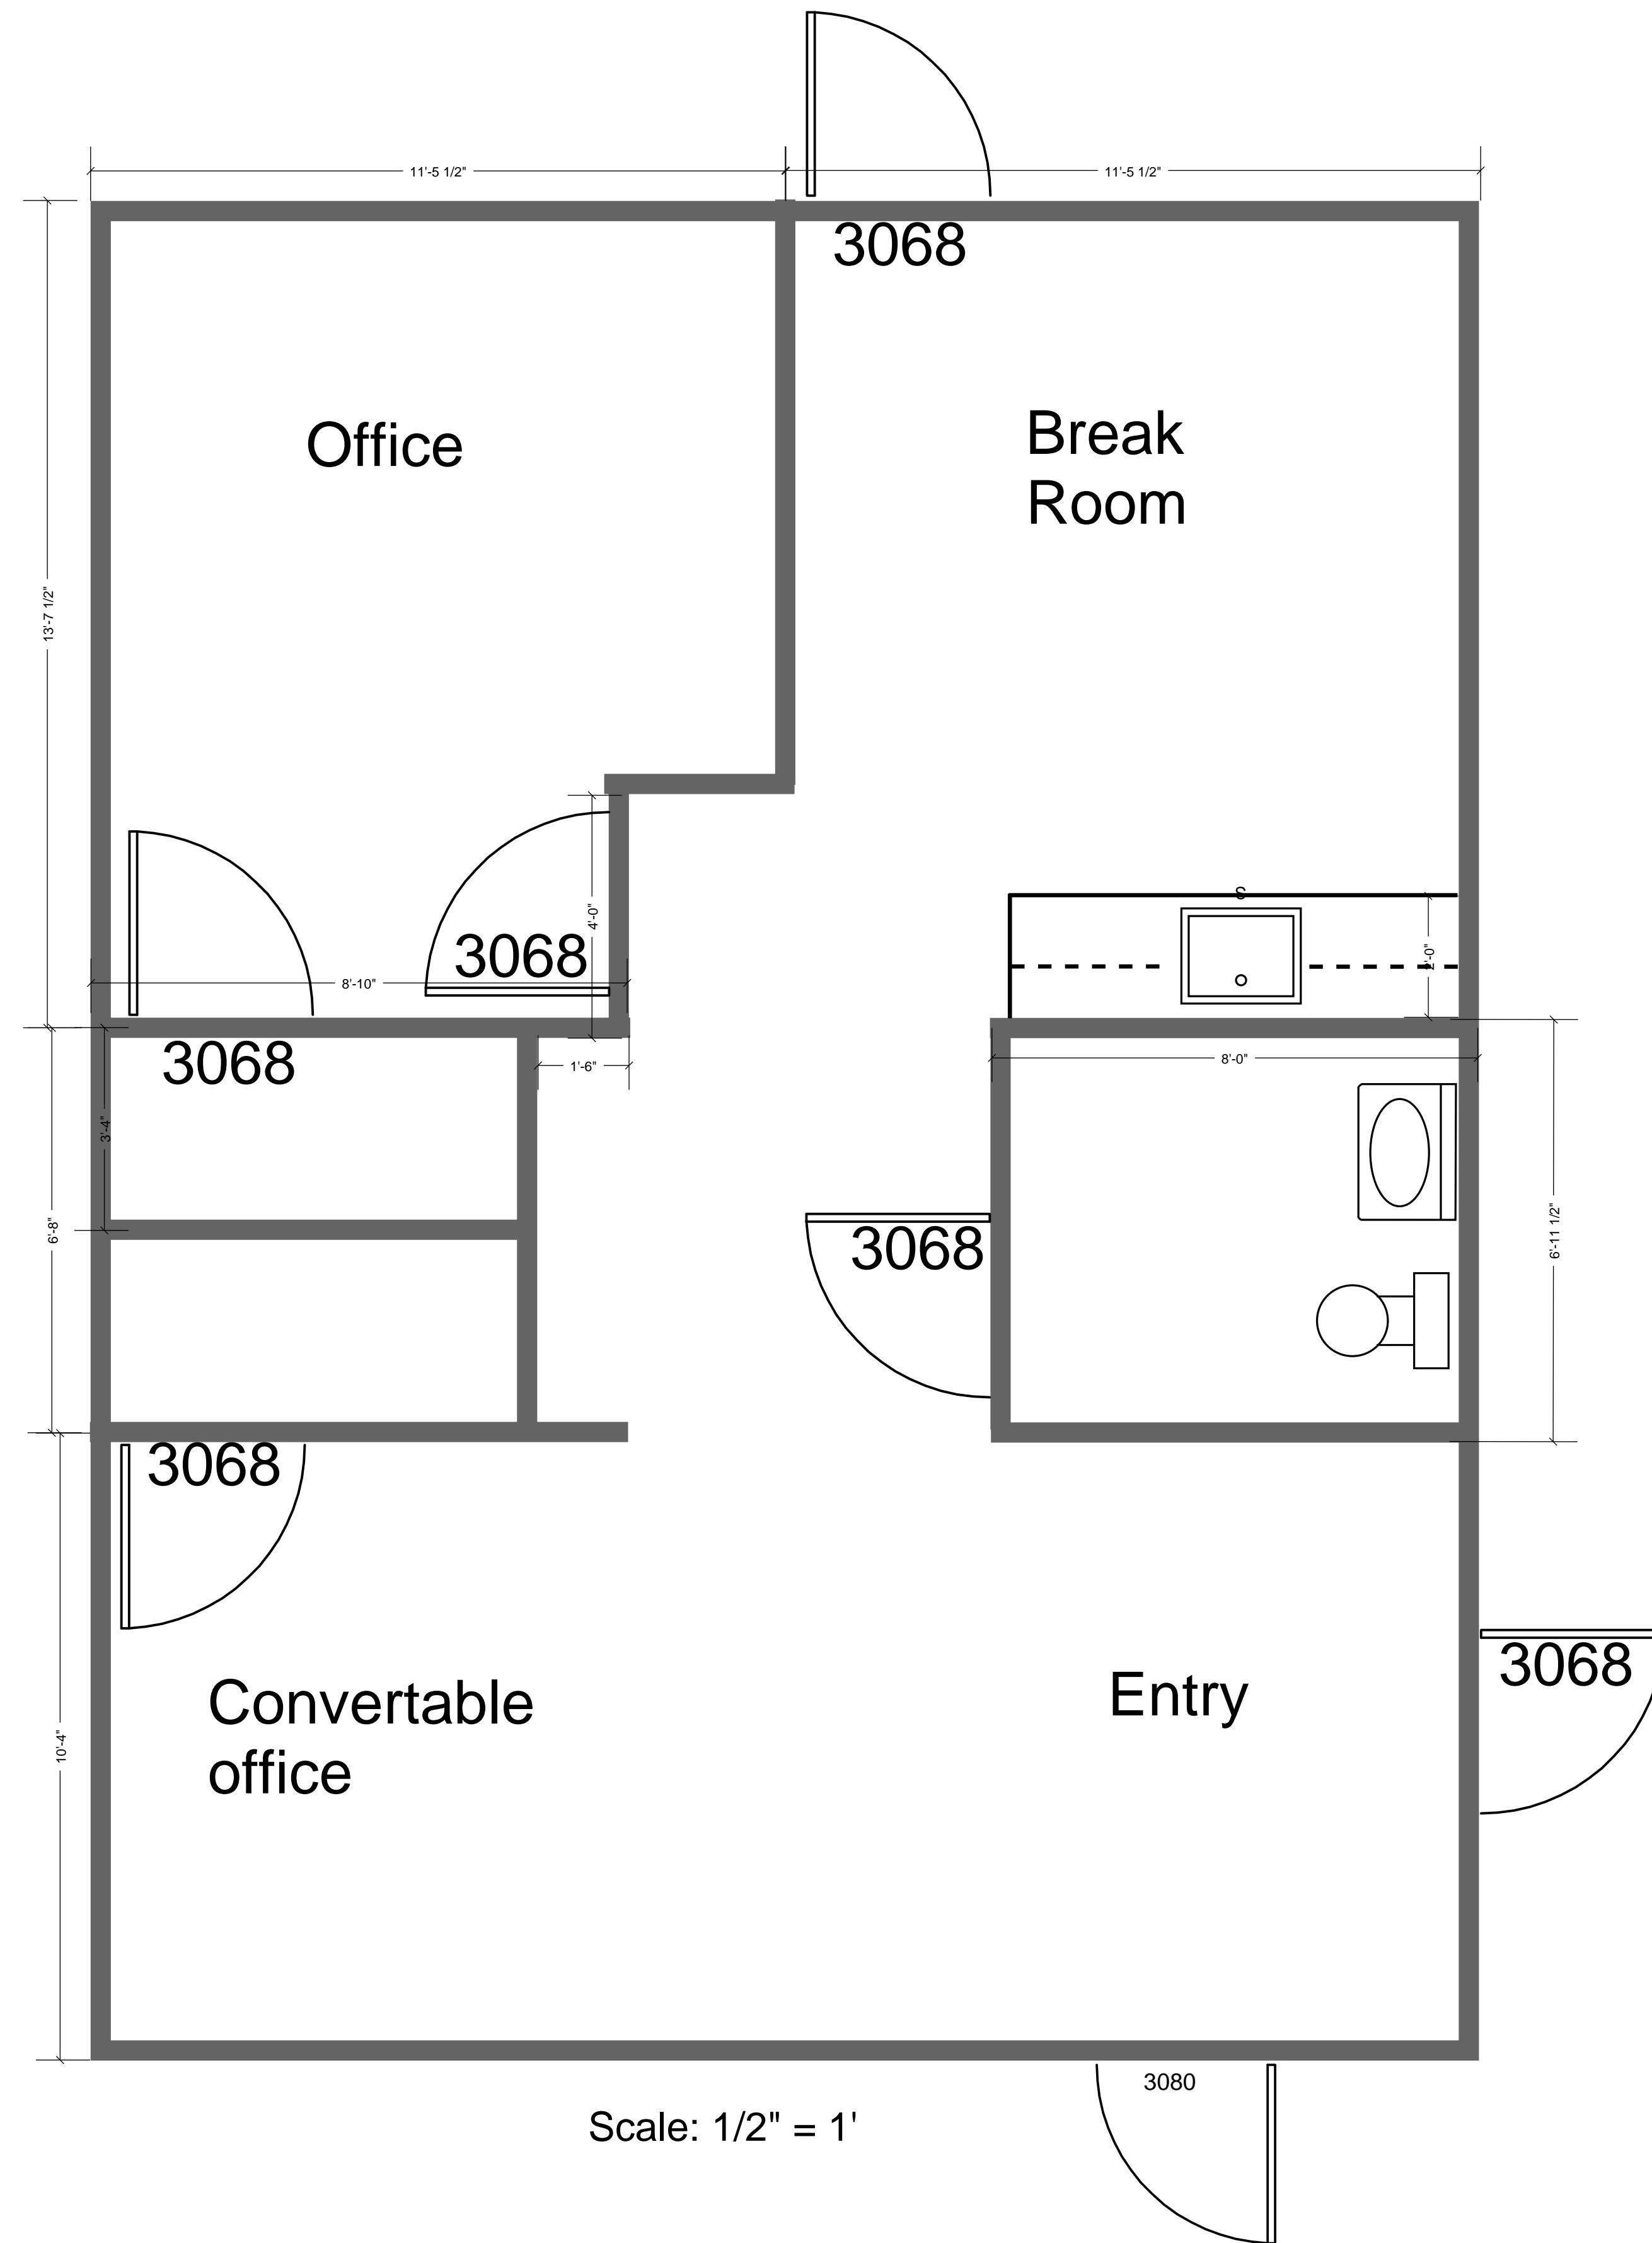 11'-5 1/2"
11'-5 1/2"
3068
Office
Break
Room
13'-7 1/2"
S
4'-0"
3068
2'-0"
8'-10"
3068
1'-6"
8'-0"
3'-4"
6'-8"
3068
6'-11 1/2"
3068
3068
Convertable
office
Entry
10'-4"
3080
Scale: 1/2" = 1'